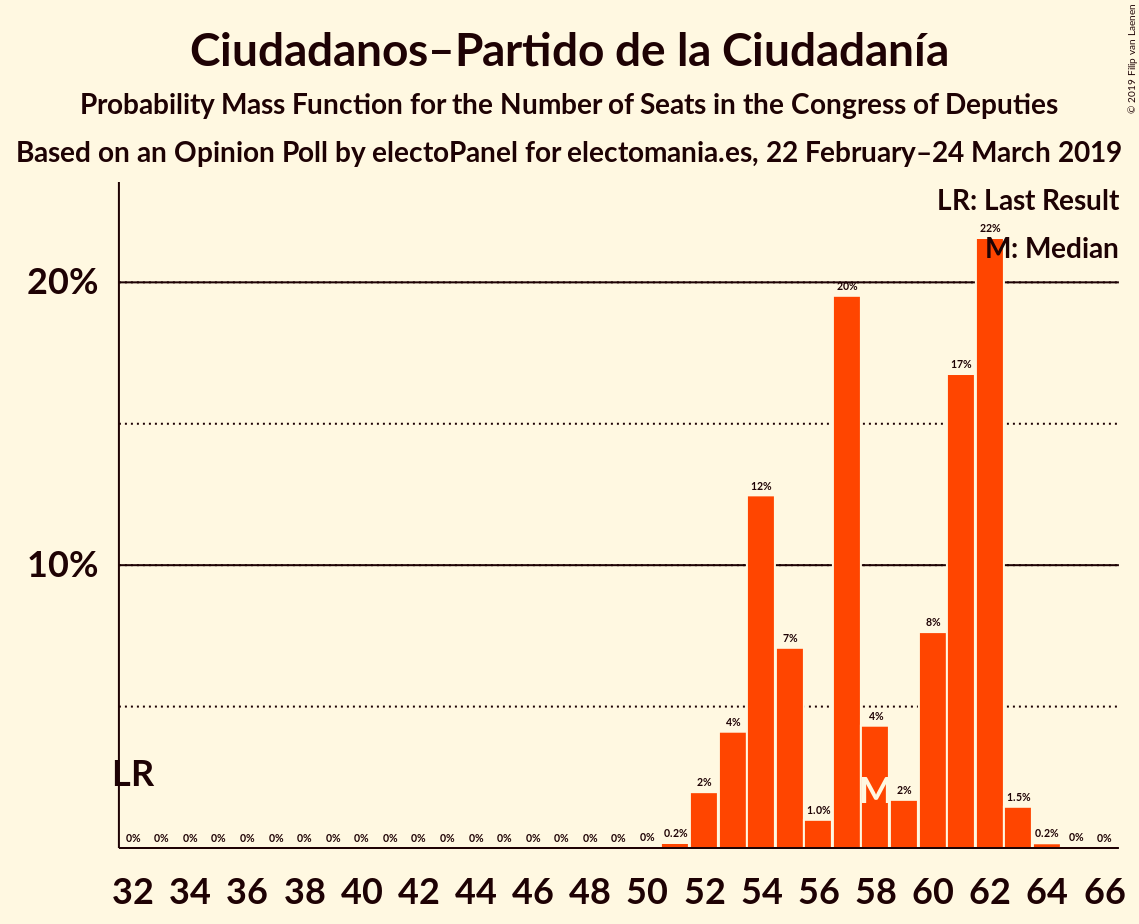 Ciudadanos–Partido de la Ciudadanía
Probability Mass Function for the Number of Seats in the Congress of Deputies
Based on an Opinion Poll by electoPanel for electomania.es, 22 February–24 March 2019
© 2019 Filip van Laenen
LR: Last Result
M: Median
20%
10%
LR
M
0% 0% 0% 0% 0% 0% 0% 0% 0% 0% 0% 0% 0% 0% 0% 0% 0% 0% 0% 0.2% 2% 4% 12% 7% 1.0% 20% 4% 2% 8% 17% 22% 1.5% 0.2% 0% 0%
32 34 36 38 40 42 44 46 48 50 52 54 56 58 60 62 64 66